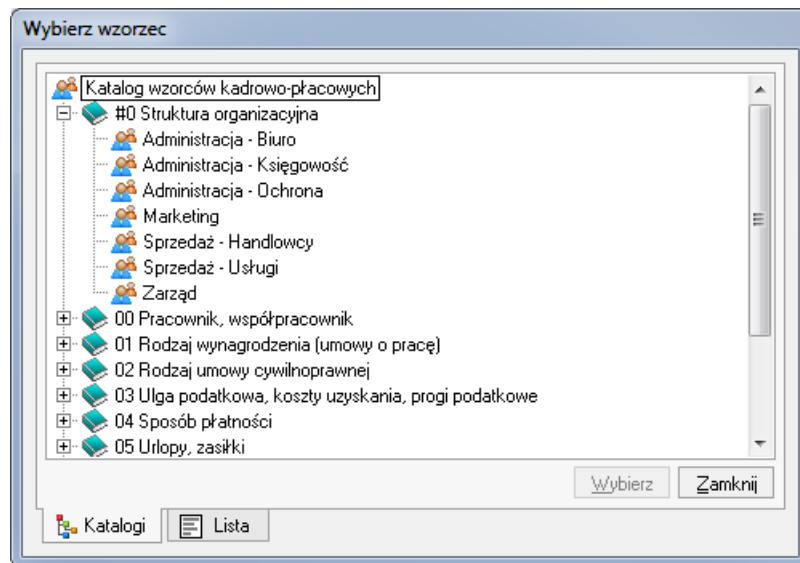 Wybierz wzorzec
Katalog wzorców kadrowo-płacowych
#0 Struktura organizacyjna
Administracja - Biuro
Administracja - Księgowość
Administracja - Ochrona
Marketing
Sprzedaż - Handlowcy
Sprzedaż - Usługi
Zarząd
00 Pracownik, współpracownik
01 Rodzaj wynagrodzenia (umowy o pracę)
02 Rodzaj umowy cywilnoprawnej
03 Ulga podatkowa, koszty uzyskania, progi podatkowe
04 Sposób płatności
05 Urlopy, zasiłki
Wybierz Zamknij
Katalogi Lista